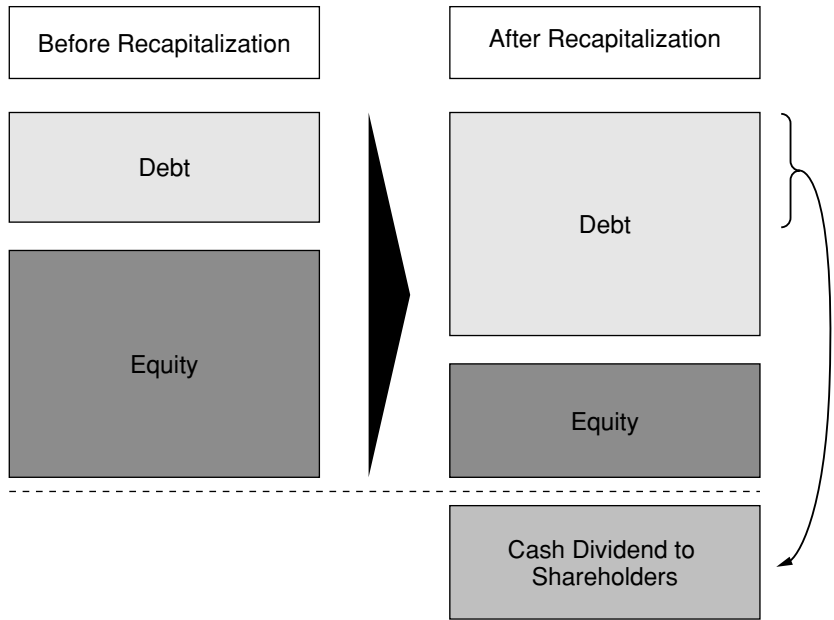 Before Recapitalization
After Recapitalization
Debt
Debt
Equity
Equity
Cash Dividend to
Shareholders